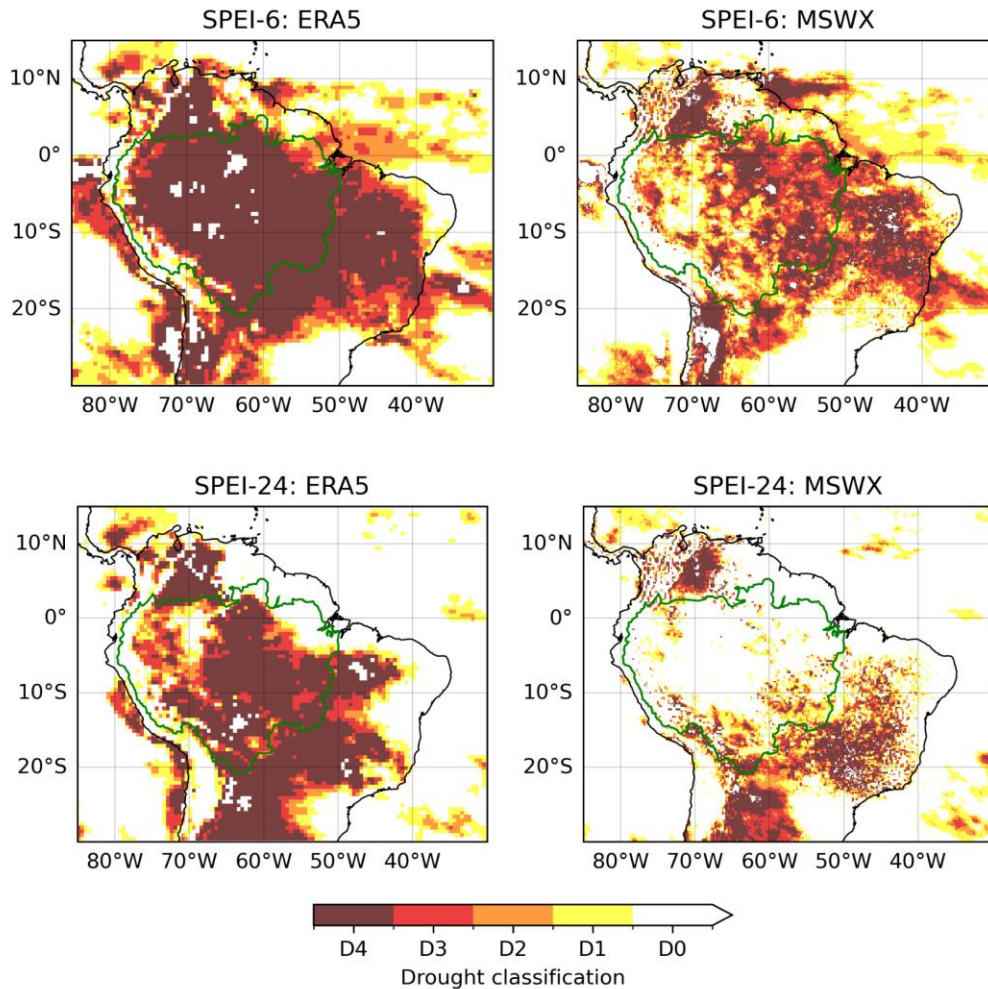 SPEI-6: ERA5
SPEI-6: MSWX
10°N
0°
10°S
20°S
80°W 70°W 60°W 50°W 40°W
10°N
0°
10°S
20°S
80°W 70°W 60°W 50°W 40°W
SPEI-24: ERA5
SPEI-24: MSWX
10°N
0°
10°S
20°S
80°W 70°W 60°W 50°W 40°W
10°N
0°
10°S
20°S
80°W 70°W 60°W 50°W 40°W
D4 D3 D2 D1 D0
Drought classification